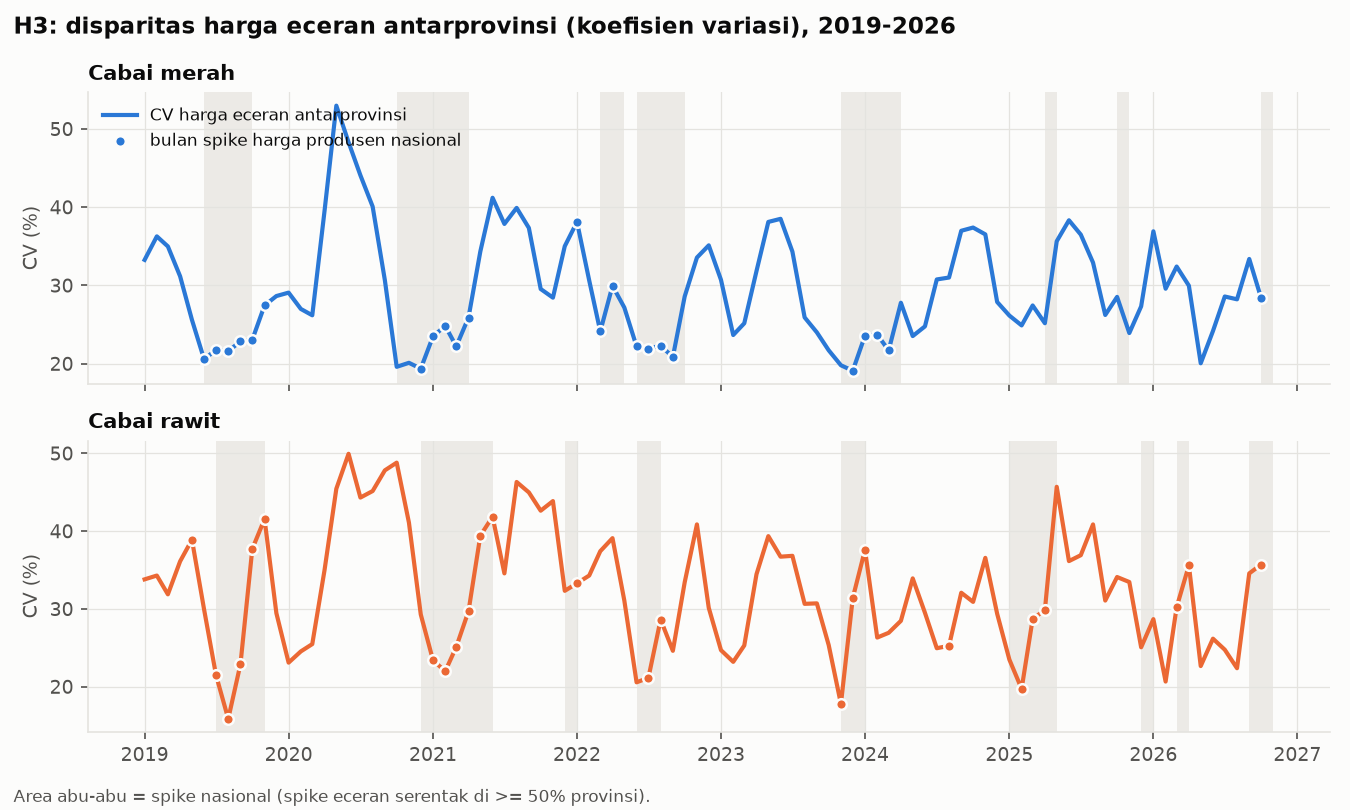 H3: disparitas harga eceran antarprovinsi (koefisien variasi), 2019-2026
Cabai merah
CV harga eceran antarprovinsi
bulan spike harga produsen nasional
CV (%)
50
40
30
20
Cabai rawit
CV (%)
50
40
30
20
2019 2020 2021 2022 2023 2024 2025 2026 2027
Area abu-abu = spike nasional (spike eceran serentak di >= 50% provinsi).